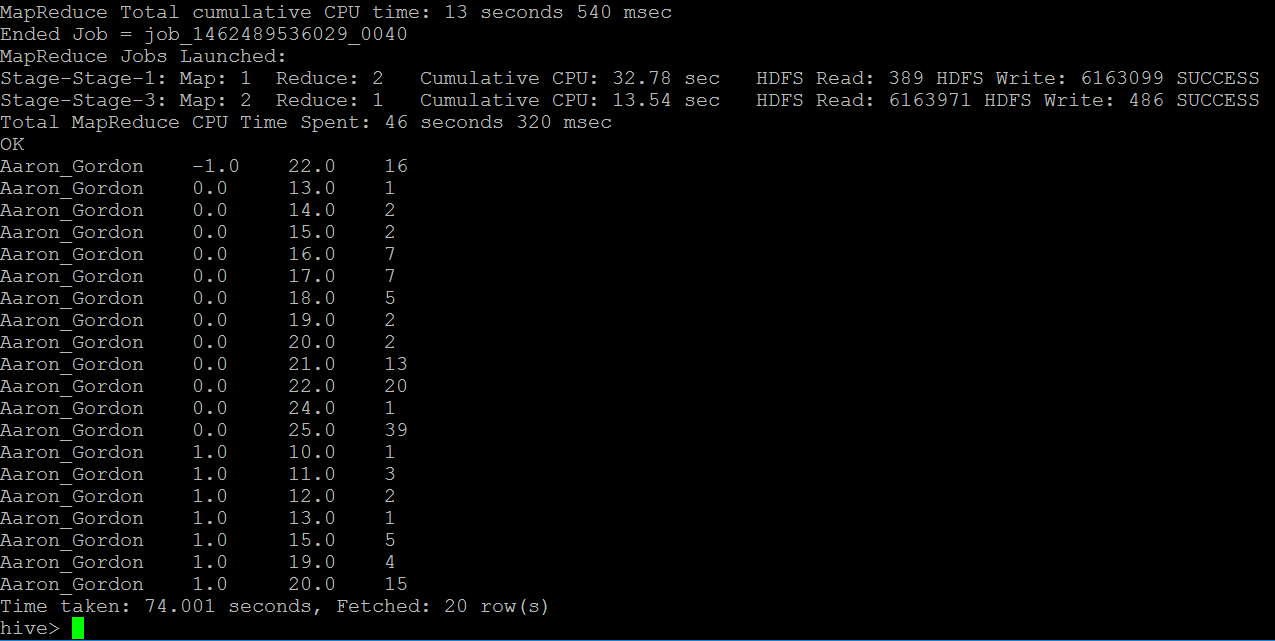 MapReduce Total cumulative CPU time: 13 seconds 540 msec
Ended Job = job_1462489536029_0040
MapReduce Jobs Launched:
Stage-Stage-1: Map: 1  Reduce: 2   Cumulative CPU: 32.78 sec   HDFS Read: 389 HDFS Write: 6163099 SUCCESS
Stage-Stage-3: Map: 2  Reduce: 1   Cumulative CPU: 13.54 sec   HDFS Read: 6163971 HDFS Write: 486 SUCCESS
Total MapReduce CPU Time Spent: 46 seconds 320 msec
OK
Aaron_Gordon    -1.0    22.0    16
Aaron_Gordon    0.0     13.0    1
Aaron_Gordon    0.0     14.0    2
Aaron_Gordon    0.0     15.0    2
Aaron_Gordon    0.0     16.0    7
Aaron_Gordon    0.0     17.0    7
Aaron_Gordon    0.0     18.0    5
Aaron_Gordon    0.0     19.0    2
Aaron_Gordon    0.0     20.0    2
Aaron_Gordon    0.0     21.0    13
Aaron_Gordon    0.0     22.0    20
Aaron_Gordon    0.0     24.0    1
Aaron_Gordon    0.0     25.0    39
Aaron_Gordon    1.0     10.0    1
Aaron_Gordon    1.0     11.0    3
Aaron_Gordon    1.0     12.0    2
Aaron_Gordon    1.0     13.0    1
Aaron_Gordon    1.0     15.0    5
Aaron_Gordon    1.0     19.0    4
Aaron_Gordon    1.0     20.0    15
Time taken: 74.001 seconds, Fetched: 20 row(s)
hive>